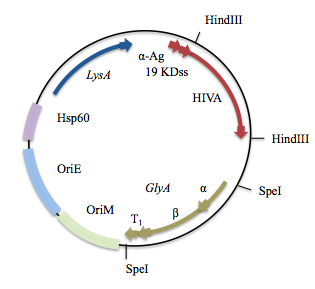 HindIII
α-Ag
19 KDss
LysA
HIVA
Hsp60
HindIII
OriE
GlyA
α
SpeI
OriM
T1
β
SpeI